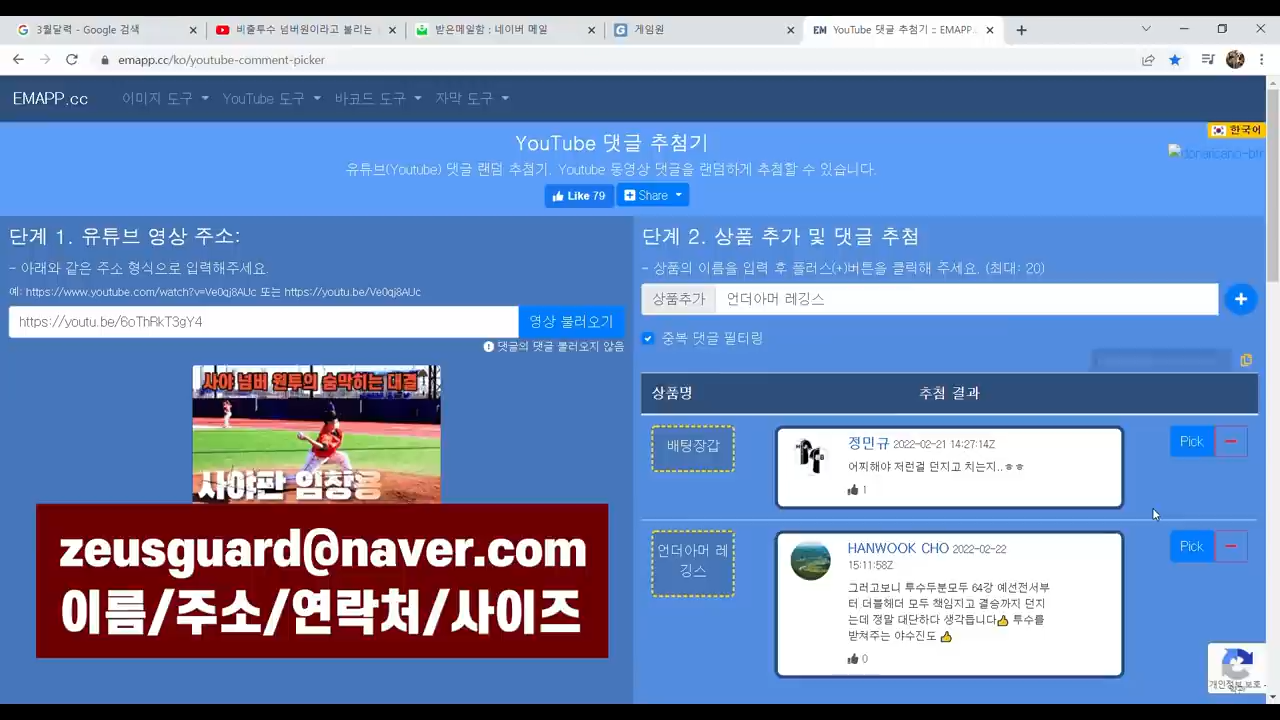 3월달력 - Google 검색
비줄투수 넘버원이라고 불리는
받은메일함 : 네이버 메일
게임원
EM YouTube 댓글 추첨기 :: EMAPP.
emapp.cc/ko/youtube-comment-picker
EMAPP.cc 이미지 도구 YouTube 도구 바코드 도구 자막 도구
한국어
YouTube 댓글 추첨기
donaricano-btn
유튜브(Youtube) 댓글 랜덤 추첨기. Youtube 동영상 댓글을 랜덤하게 추첨할 수 있습니다.
Like 79 Share
단계 1. 유튜브 영상 주소:
- 아래와 같은 주소 형식으로 입력해주세요.
예: https://www.youtube.com/watch?v=Ve0qj8AUc 또는 https://youtu.be/Ve0qj8AUc
https://youtu.be/6oThRkT3gY4 영상 불러오기
댓글의 댓글 불러오지 않음
사야 넘버 원투의 숨막히는 대결
사야판 임창용
zeusguard@naver.com
이름/주소/연락처/사이즈
단계 2. 상품 추가 및 댓글 추첨
- 상품의 이름을 입력 후 플러스(+)버튼을 클릭해 주세요. (최대: 20)
상품추가 언더아머 레깅스
중복 댓글 필터링
상품명 추첨 결과
배팅장갑
정민규 2022-02-21 14:27:14Z
어찌해야 저런걸 던지고 치는지..ㅎㅎ
1
Pick
언더아머 레
깅스
HANWOOK CHO 2022-02-22
15:11:58Z
그러고보니 투수두분모두 64강 예선전서부
터 더블헤더 모두 책임지고 결승까지 던지
는데 정말 대단하다 생각듭니다👍 투수를
받쳐주는 야수진도 👍
0
Pick
개인정보 보호 -
약관